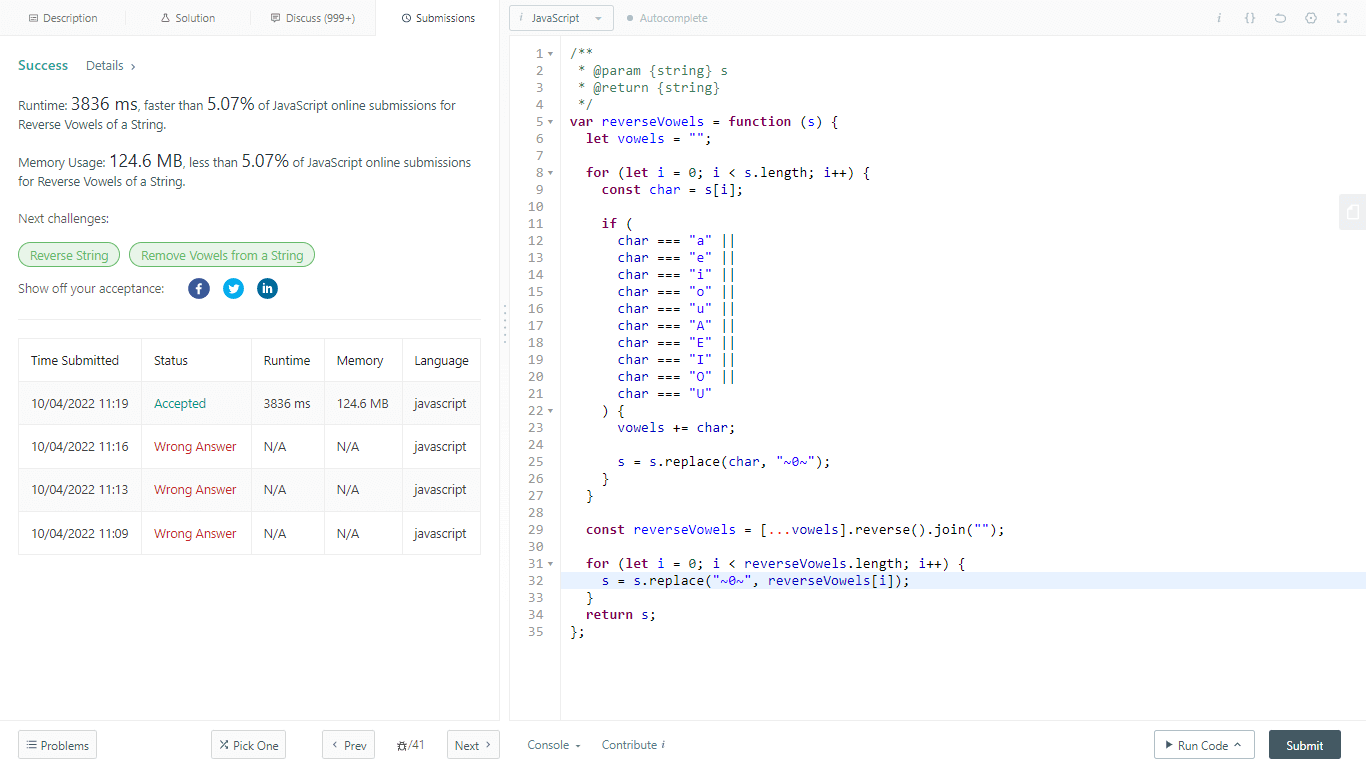 Description
Solution
Discuss (999+)
Submissions
Success
Details
Runtime: 3836 ms, faster than 5.07% of JavaScript online submissions for
Reverse Vowels of a String.
Memory Usage: 124.6 MB, less than 5.07% of JavaScript online submissions
for Reverse Vowels of a String.
Next challenges:
Reverse String
Remove Vowels from a String
Show off your acceptance:
Time Submitted Status Runtime Memory Language
10/04/2022 11:19 Accepted 3836 ms 124.6 MB javascript
10/04/2022 11:16 Wrong Answer N/A N/A javascript
10/04/2022 11:13 Wrong Answer N/A N/A javascript
10/04/2022 11:09 Wrong Answer N/A N/A javascript
Problems
Pick One
Prev
/41
Next
i JavaScript
Autocomplete
i {}
1 /**
2 * @param {string} s
3 * @return {string}
4 */
5 var reverseVowels = function (s) {
6 let vowels = "";
7
8 for (let i = 0; i < s.length; i++) {
9 const char = s[i];
10
11 if (
12 char === "a" ||
13 char === "e" ||
14 char === "i" ||
15 char === "o" ||
16 char === "u" ||
17 char === "A" ||
18 char === "E" ||
19 char === "I" ||
20 char === "O" ||
21 char === "U"
22 ) {
23 vowels += char;
24
25 s = s.replace(char, "~0~");
26 }
27 }
28
29 const reverseVowels = [...vowels].reverse().join("");
30
31 for (let i = 0; i < reverseVowels.length; i++) {
32 s = s.replace("~0~", reverseVowels[i]);
33 }
34 return s;
35 };
Console
Contribute i
Run Code
Submit